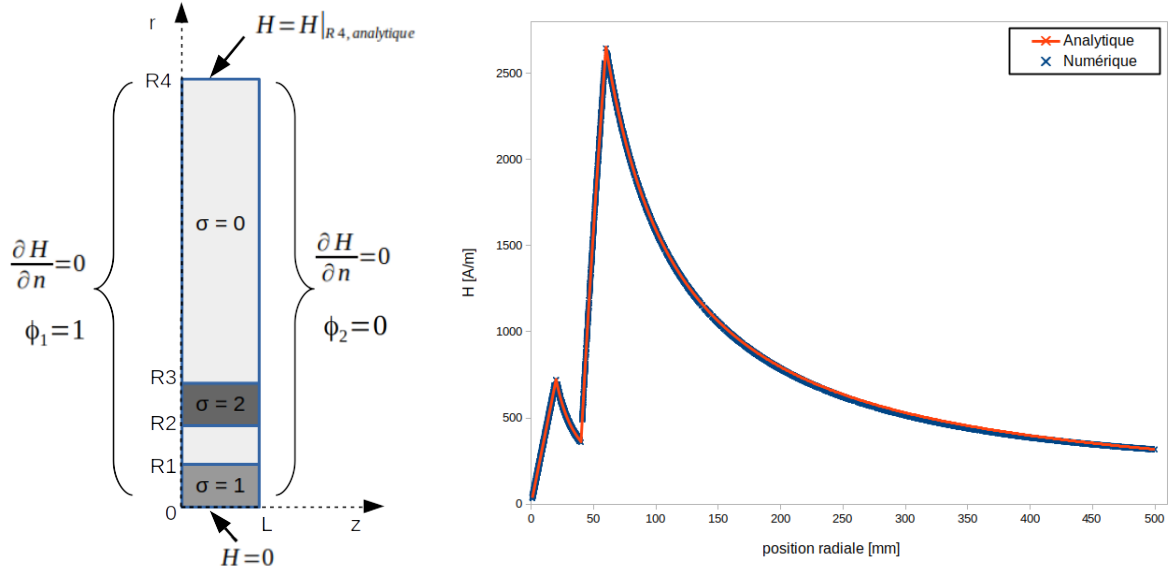 r
H=H|R4,analytique
R4
σ = 0
∂H/∂n=0
ϕ1=1
∂H/∂n=0
ϕ2=0
R3
σ = 2
R2
R1
σ = 1
0
L
z
H=0
Analytique
Numérique
H [A/m]
2500
2000
1500
1000
500
0
0 50 100 150 200 250 300 350 400 450 500
position radiale [mm]